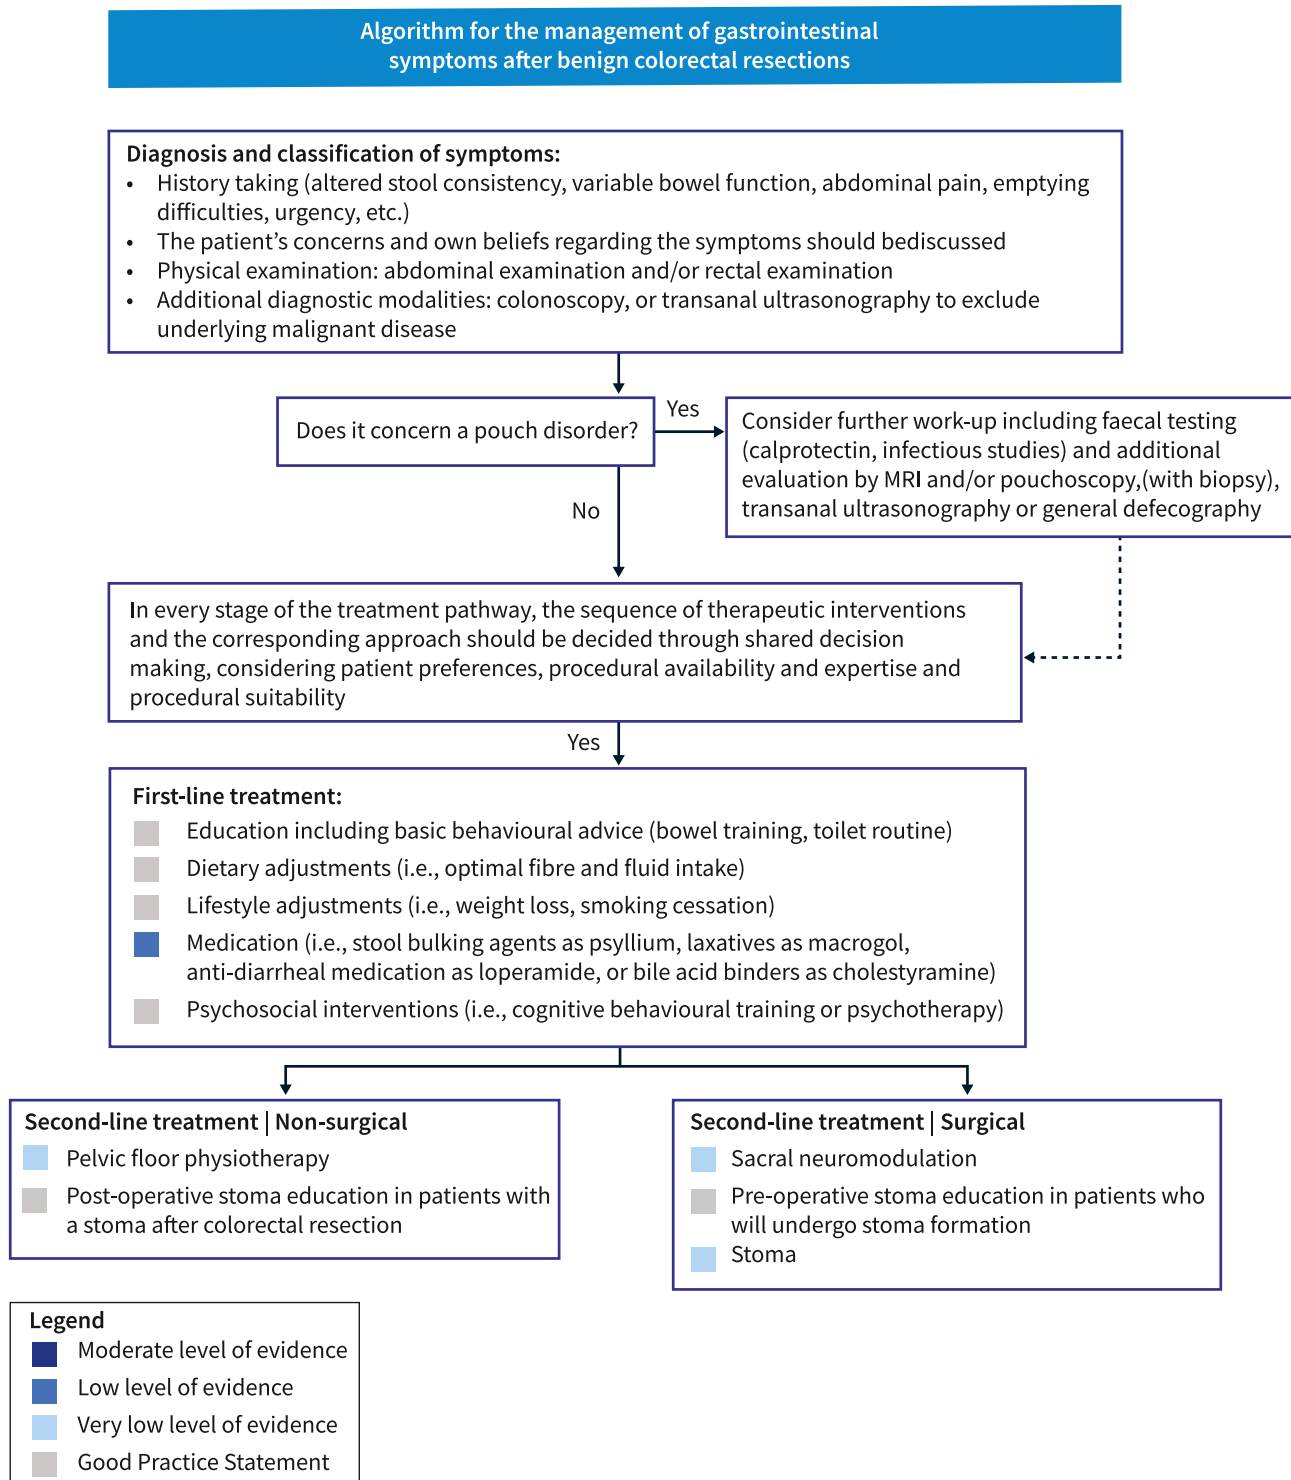 Algorithm for the management of gastrointestinal
symptoms after benign colorectal resections
Diagnosis and classification of symptoms:
• History taking (altered stool consistency, variable bowel function, abdominal pain, emptying
difficulties, urgency, etc.)
• The patient's concerns and own beliefs regarding the symptoms should bediscussed
• Physical examination: abdominal examination and/or rectal examination
• Additional diagnostic modalities: colonoscopy, or transanal ultrasonography to exclude
underlying malignant disease
Does it concern a pouch disorder?
Yes
Consider further work-up including faecal testing
(calprotectin, infectious studies) and additional
evaluation by MRI and/or pouchoscopy,(with biopsy),
transanal ultrasonography or general defecography
No
In every stage of the treatment pathway, the sequence of therapeutic interventions
and the corresponding approach should be decided through shared decision
making, considering patient preferences, procedural availability and expertise and
procedural suitability
Yes
First-line treatment:
Education including basic behavioural advice (bowel training, toilet routine)
Dietary adjustments (i.e., optimal fibre and fluid intake)
Lifestyle adjustments (i.e., weight loss, smoking cessation)
Medication (i.e., stool bulking agents as psyllium, laxatives as macrogol,
anti-diarrheal medication as loperamide, or bile acid binders as cholestyramine)
Psychosocial interventions (i.e., cognitive behavioural training or psychotherapy)
Second-line treatment | Non-surgical
Pelvic floor physiotherapy
Post-operative stoma education in patients with
a stoma after colorectal resection
Second-line treatment | Surgical
Sacral neuromodulation
Pre-operative stoma education in patients who
will undergo stoma formation
Stoma
Legend
Moderate level of evidence
Low level of evidence
Very low level of evidence
Good Practice Statement